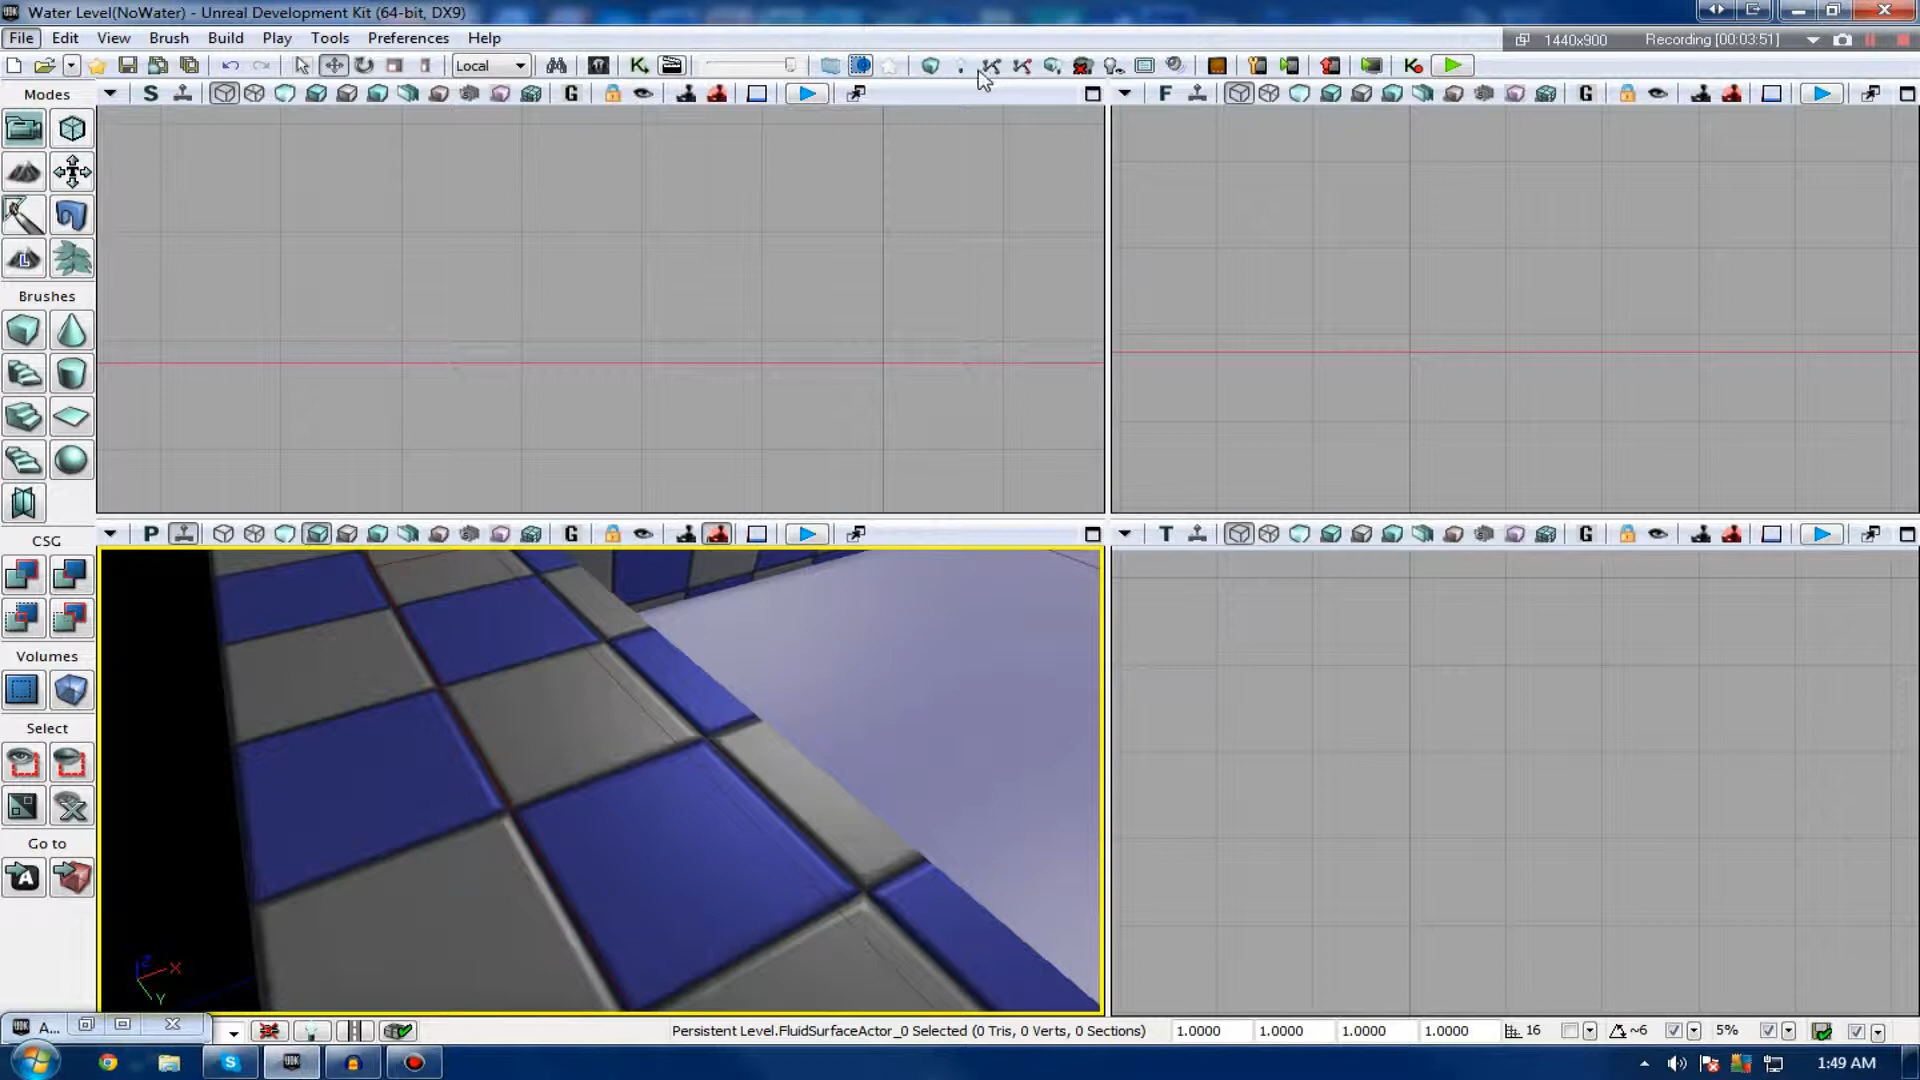 Water Level(NoWater) - Unreal Development Kit (64-bit, DX9)
File Edit View Brush Build Play Tools Preferences Help
1440x900 Recording [00:03:51]
Local
Modes
S G F G
Brushes
CSG
P G T G
Volumes
Select
Go to
Z X
Y
A...
Persistent Level.FluidSurfaceActor_0 Selected (0 Tris, 0 Verts, 0 Sections) 1.0000 1.0000 1.0000 1.0000 16 ~6 5%
1:49 AM